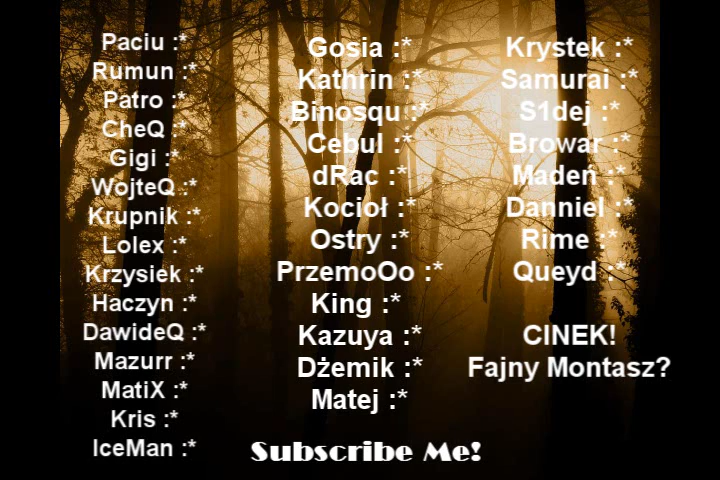 Paciu :*
Rumun :*
Patro :*
CheQ :*
Gigi :*
WojteQ :*
Krupnik :*
Lolex :*
Krzysiek :*
Haczyn :*
DawideQ :*
Mazurr :*
MatiX :*
Kris :*
IceMan :*
Gosia :*
Kathrin :*
Binosqu :*
Cebul :*
dRac :*
Kocioł :*
Ostry :*
PrzemoOo :*
King :*
Kazuya :*
Dżemik :*
Matej :*
Krystek :*
Samurai :*
S1dej :*
Browar :*
Madeń :*
Danniel :*
Rime :*
Queyd :*
CINEK!
Fajny Montasz?
Subscribe Me!